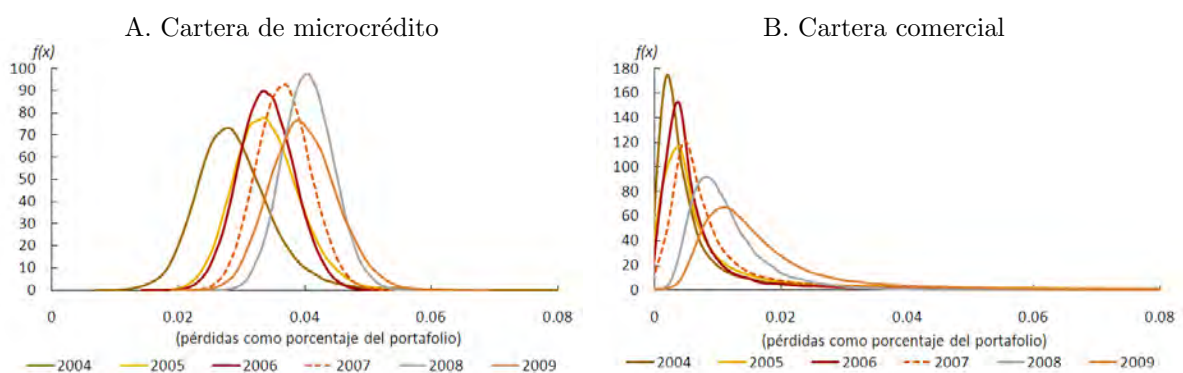 A. Cartera de microcrédito
f(x)
100
90
80
70
60
50
40
30
20
10
0
0 0.02 0.04 0.06 0.08
(pérdidas como porcentaje del portafolio)
2004 2005 2006 2007 2008 2009
B. Cartera comercial
f(x)
180
160
140
120
100
80
60
40
20
0
0 0.02 0.04 0.06 0.08
(pérdidas como porcentaje del portafolio)
2004 2005 2006 2007 2008 2009